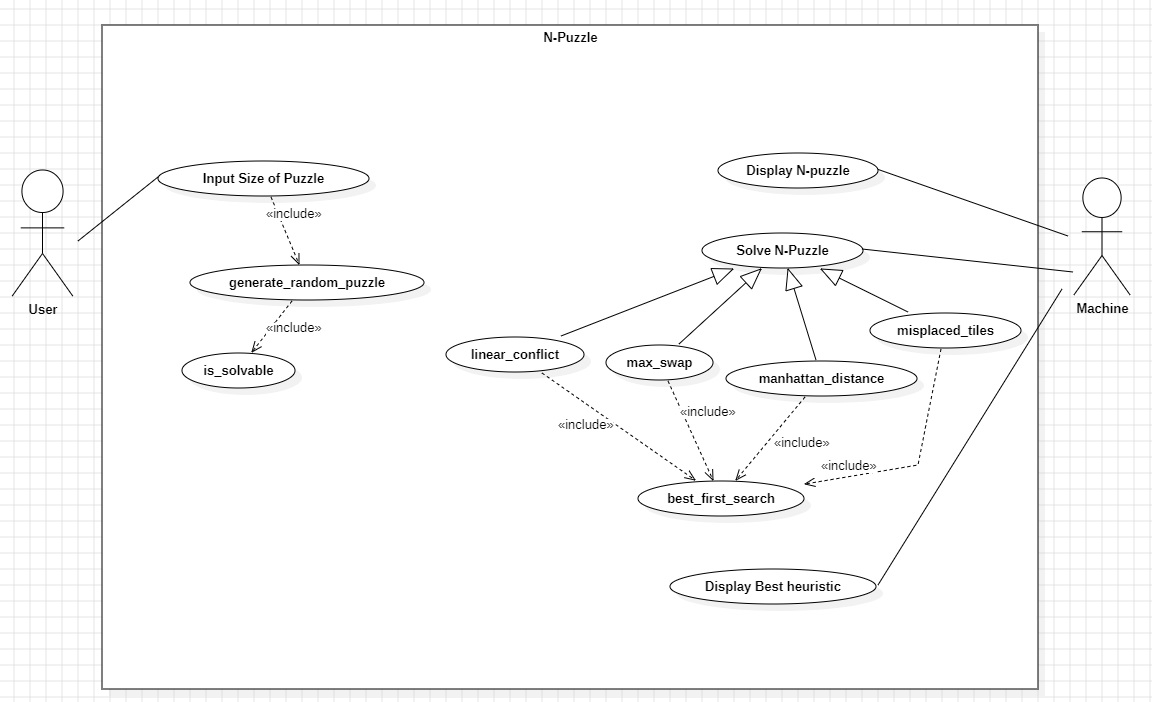 N-Puzzle
Input Size of Puzzle
«include»
generate_random_puzzle
«include»
is_solvable
User
Display N-puzzle
Solve N-Puzzle
Machine
misplaced_tiles
linear_conflict
max_swap
manhattan_distance
«include»
«include»
«include»
«include»
best_first_search
Display Best heuristic